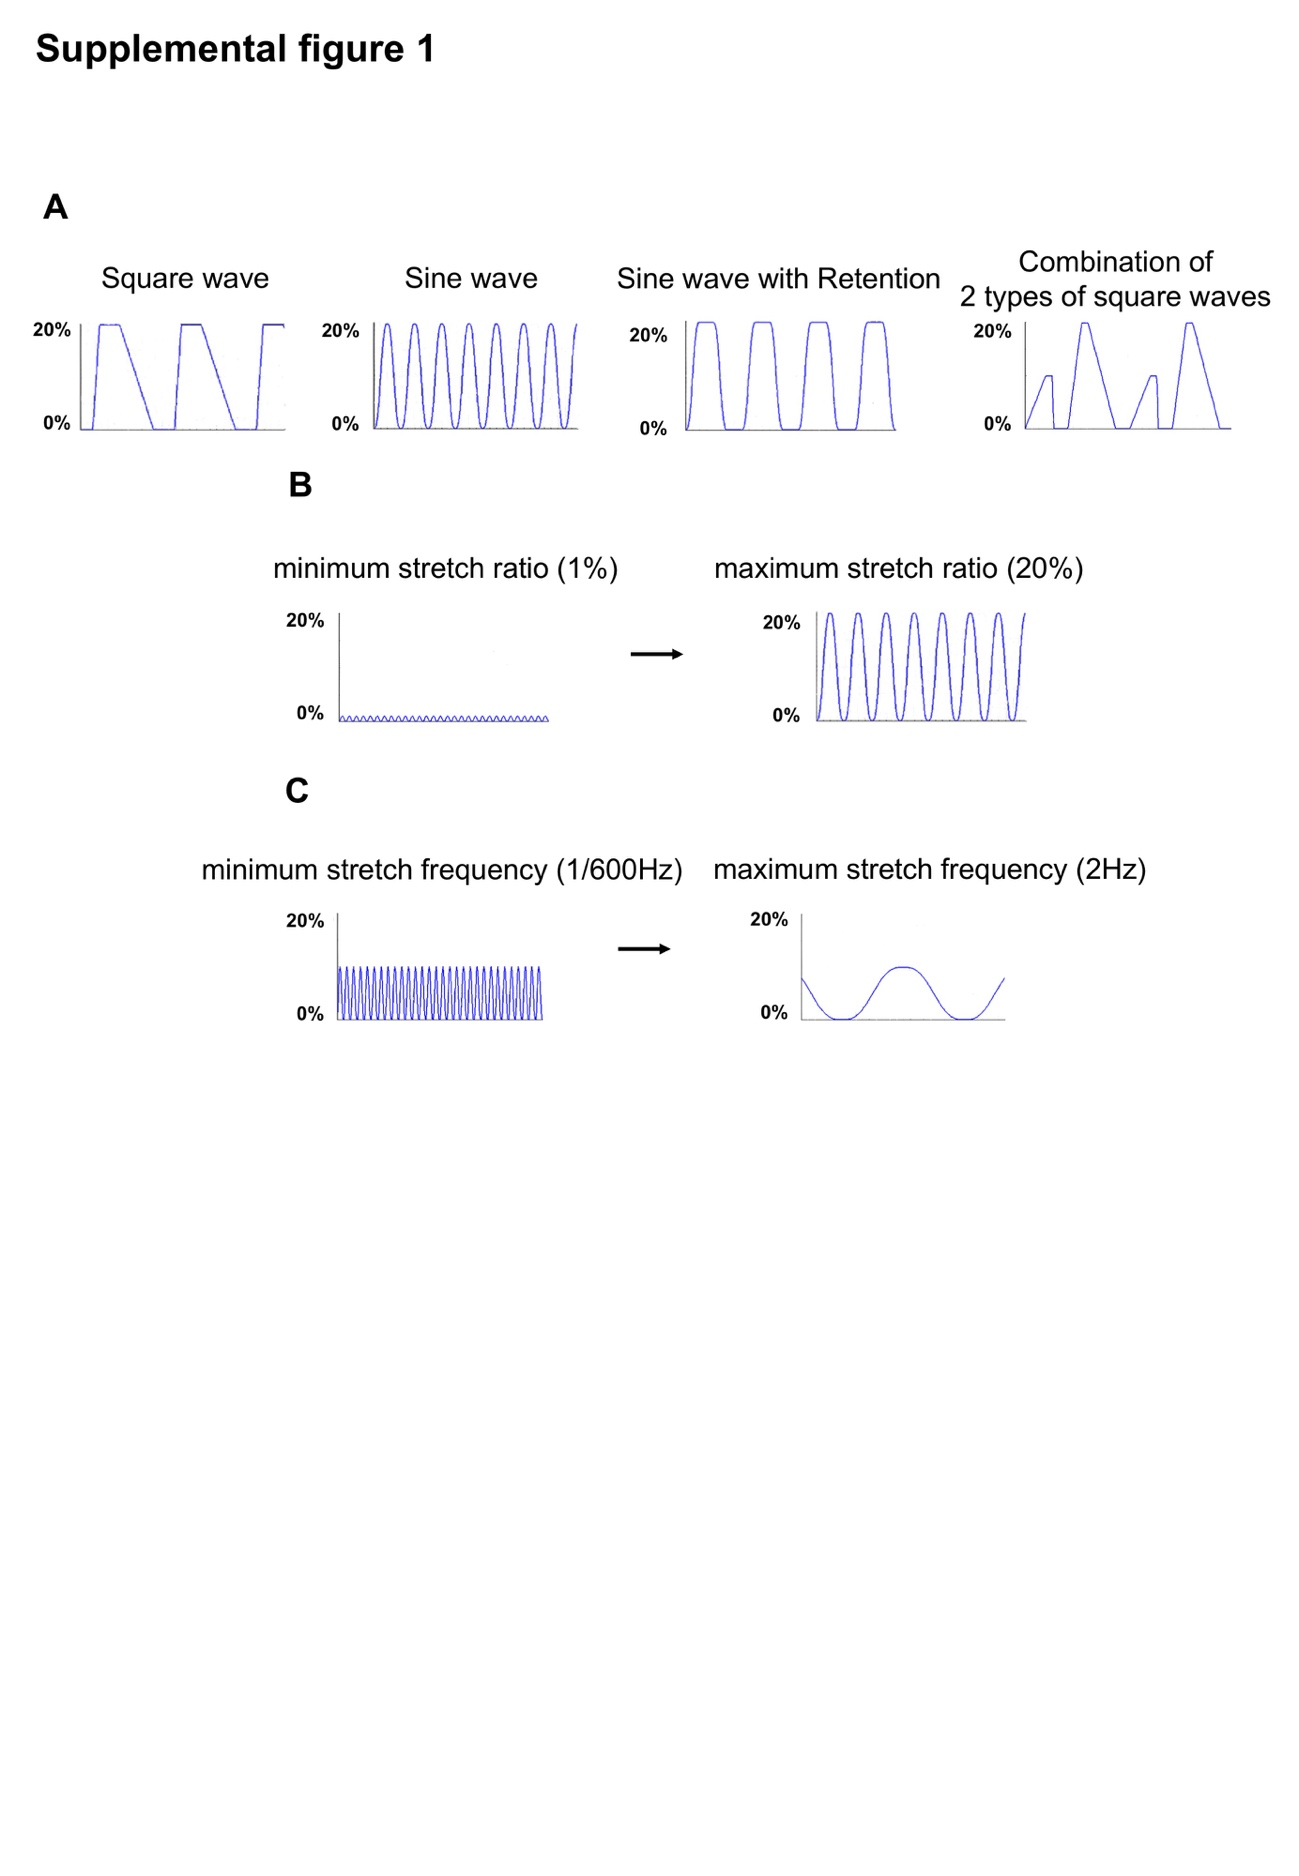 Supplemental figure 1
A
Square wave
20%
0%
Sine wave
20%
0%
Sine wave with Retention
20%
0%
Combination of
2 types of square waves
20%
0%
B
minimum stretch ratio (1%)
20%
0%
maximum stretch ratio (20%)
20%
0%
C
minimum stretch frequency (1/600Hz)
20%
0%
maximum stretch frequency (2Hz)
20%
0%